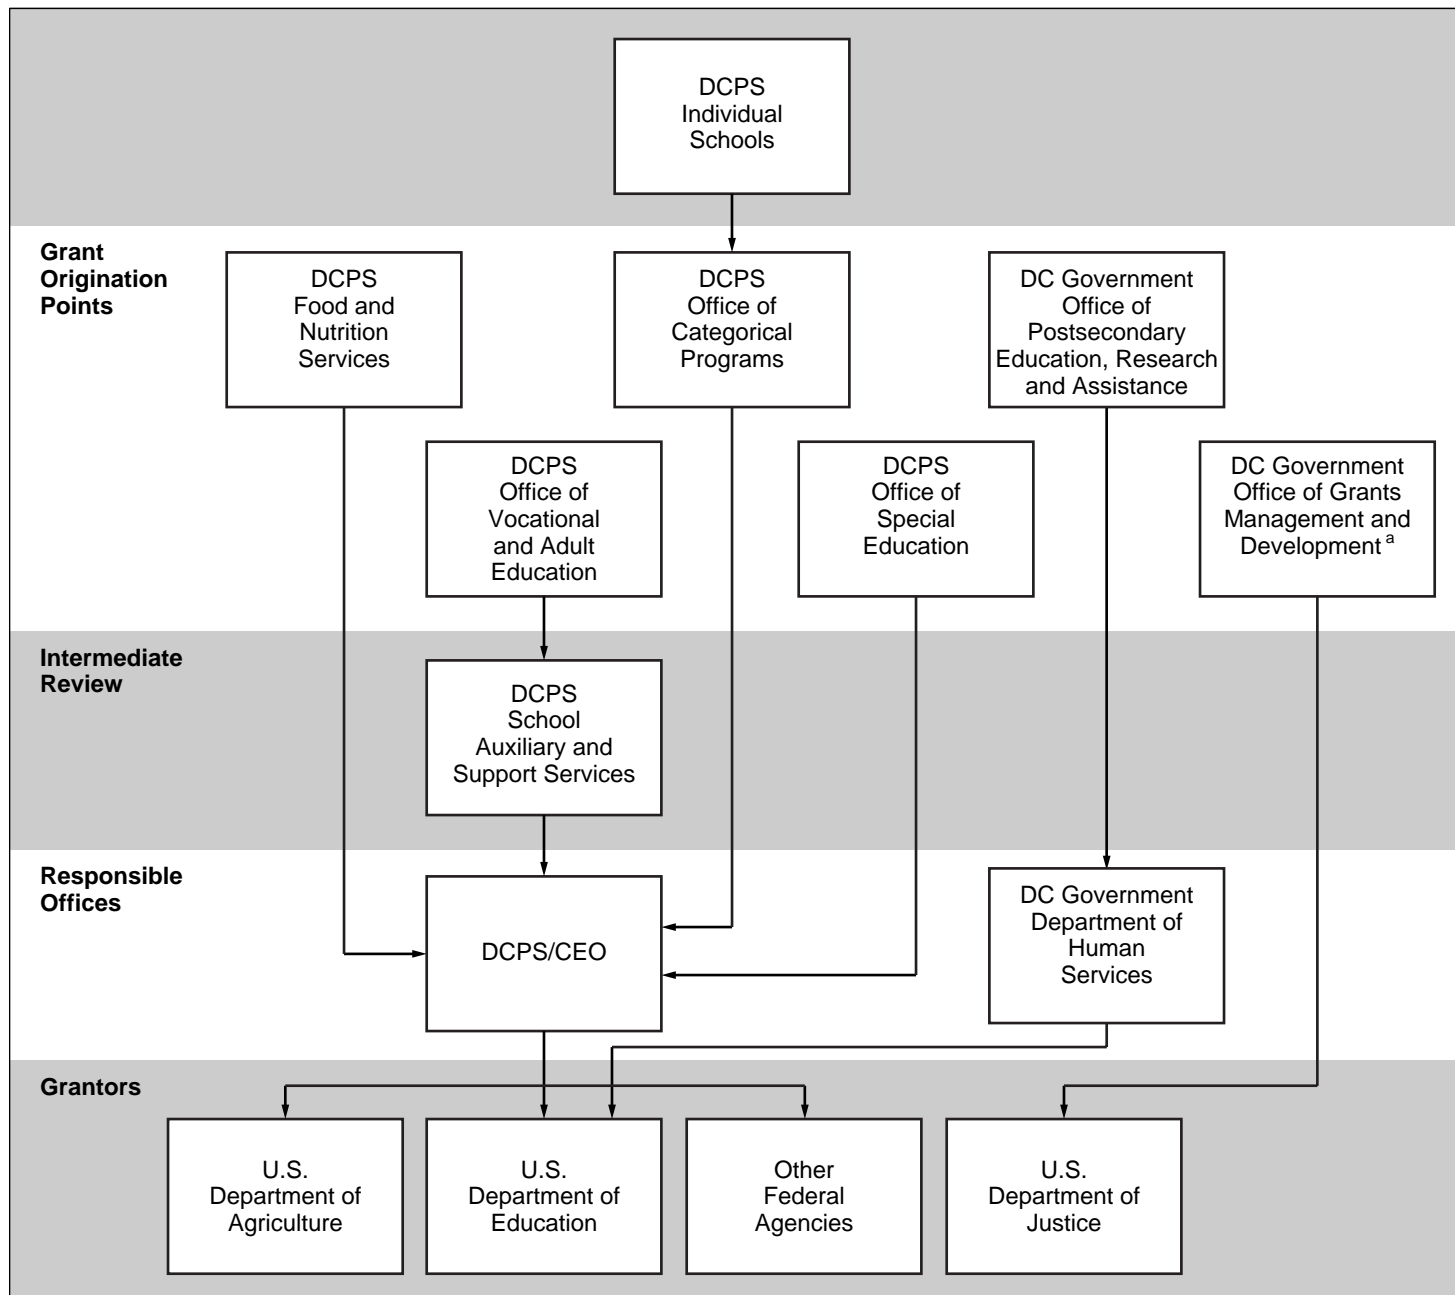 DCPS
Individual
Schools
Grant
Origination
Points
DCPS
Food and
Nutrition
Services
DCPS
Office of
Categorical
Programs
DC Government
Office of
Postsecondary
Education, Research
and Assistance
DCPS
Office of
Vocational
and Adult
Education
DCPS
Office of
Special
Education
DC Government
Office of Grants
Management and
Development a
Intermediate
Review
DCPS
School
Auxiliary and
Support Services
Responsible
Offices
DCPS/CEO
DC Government
Department of
Human
Services
Grantors
U.S.
Department of
Agriculture
U.S.
Department of
Education
Other
Federal
Agencies
U.S.
Department of
Justice